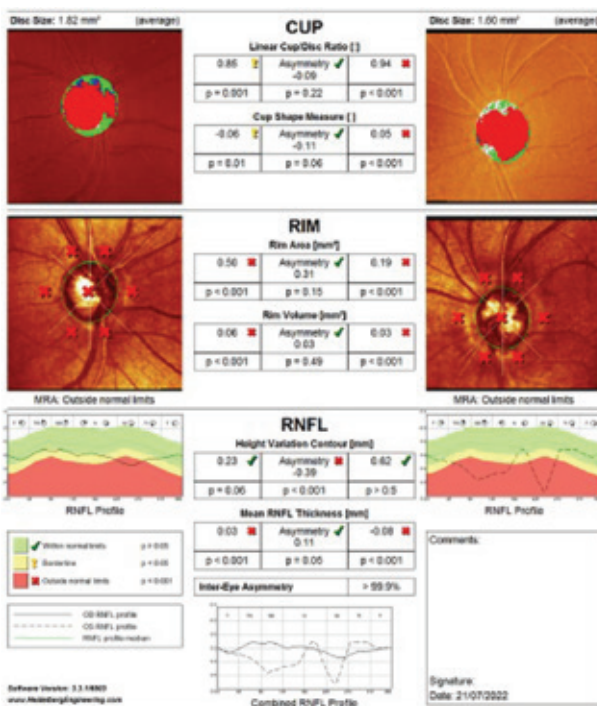 Disc Size: 1.82 mm² (average)
CUP
Disc Size: 1.60 mm² (average)
Linear Cup/Disc Ratio [ ]
0.85 Asymmetry 0.94
-0.09
p = 0.001 p = 0.22 p < 0.001
Cup Shape Measure [ ]
-0.06 Asymmetry 0.05
-0.11
p = 0.01 p = 0.06 p < 0.001
RIM
Rim Area [mm²]
0.50 Asymmetry 0.19
0.31
p < 0.001 p = 0.15 p < 0.001
Rim Volume [mm³]
0.06 Asymmetry 0.03
0.03
p < 0.001 p = 0.49 p < 0.001
MRA: Outside normal limits
MRA: Outside normal limits
RNFL
Height Variation Contour [mm]
0.23 Asymmetry 0.62
-0.39
p = 0.06 p < 0.001 p > 0.5
RNFL Profile
RNFL Profile
Mean RNFL Thickness [mm]
0.03 Asymmetry -0.08
0.11
p < 0.001 p = 0.05 p < 0.001
Within normal limits
Borderline
Outside normal limits p < 0.001
Inter-Eye Asymmetry > 99.9%
OD RNFL profile
OS RNFL profile
RNFL profile median
Combined RNFL Profile
Comments:
Signature:
Date: 21/07/2022
Software Version:
www.HeidelbergEngineering.com